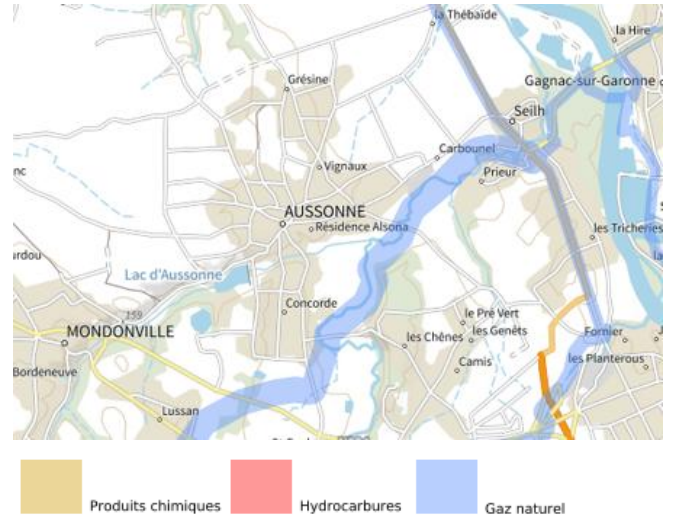 la Thébaïde
la Hire
Grésine
Gagnac-sur-Garonne
Seilh
Carbounel
Vignaux
Prieur
AUSSONNE
Résidence Alsona
les Tricheries
Lac d'Aussonne
Concorde
159
le Pré Vert
MONDONVILLE
les Chênes
les Genêts
Fornier
Camis
les Planterous
Bordeneuve
Lussan
Produits chimiques
Hydrocarbures
Gaz naturel